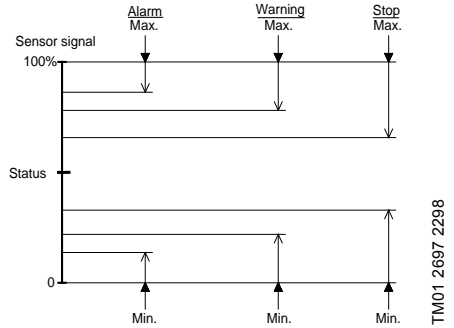 Alarm Warning Stop
Max. Max. Max.
Sensor signal
100%
Status
0
Min. Min. Min.
TM01 2697 2298